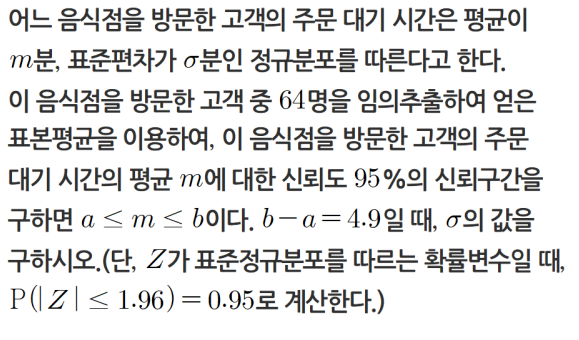 어느 음식점을 방문한 고객의 주문 대기 시간은 평균이
m분, 표준편차가 σ분인 정규분포를 따른다고 한다.
이 음식점을 방문한 고객 중 64명을 임의추출하여 얻은
표본평균을 이용하여, 이 음식점을 방문한 고객의 주문
대기 시간의 평균 m에 대한 신뢰도 95%의 신뢰구간을
구하면 a ≤ m ≤ b이다. b−a=4.9일 때, σ의 값을
구하시오.(단, Z가 표준정규분포를 따르는 확률변수일 때,
P(|Z| ≤ 1.96)=0.95로 계산한다.)